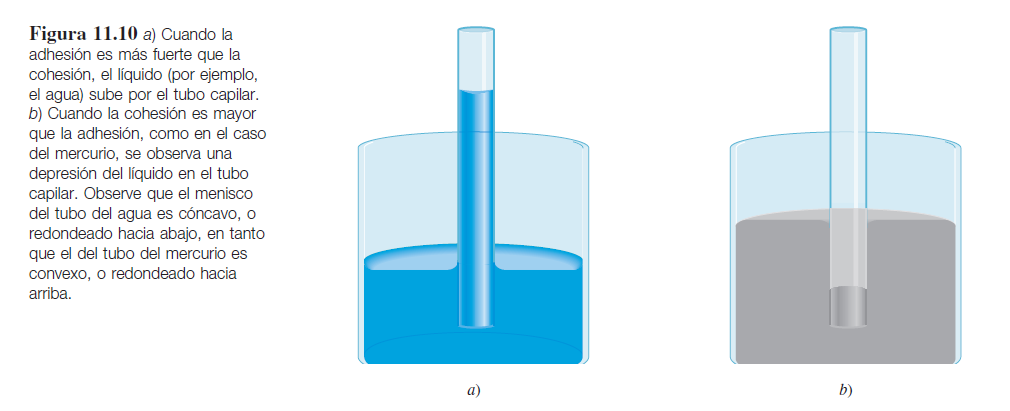 Figura 11.10 a) Cuando la
adhesión es más fuerte que la
cohesión, el líquido (por ejemplo,
el agua) sube por el tubo capilar.
b) Cuando la cohesión es mayor
que la adhesión, como en el caso
del mercurio, se observa una
depresión del líquido en el tubo
capilar. Observe que el menisco
del tubo del agua es cóncavo, o
redondeado hacia abajo, en tanto
que el del tubo del mercurio es
convexo, o redondeado hacia
arriba.
a)
b)